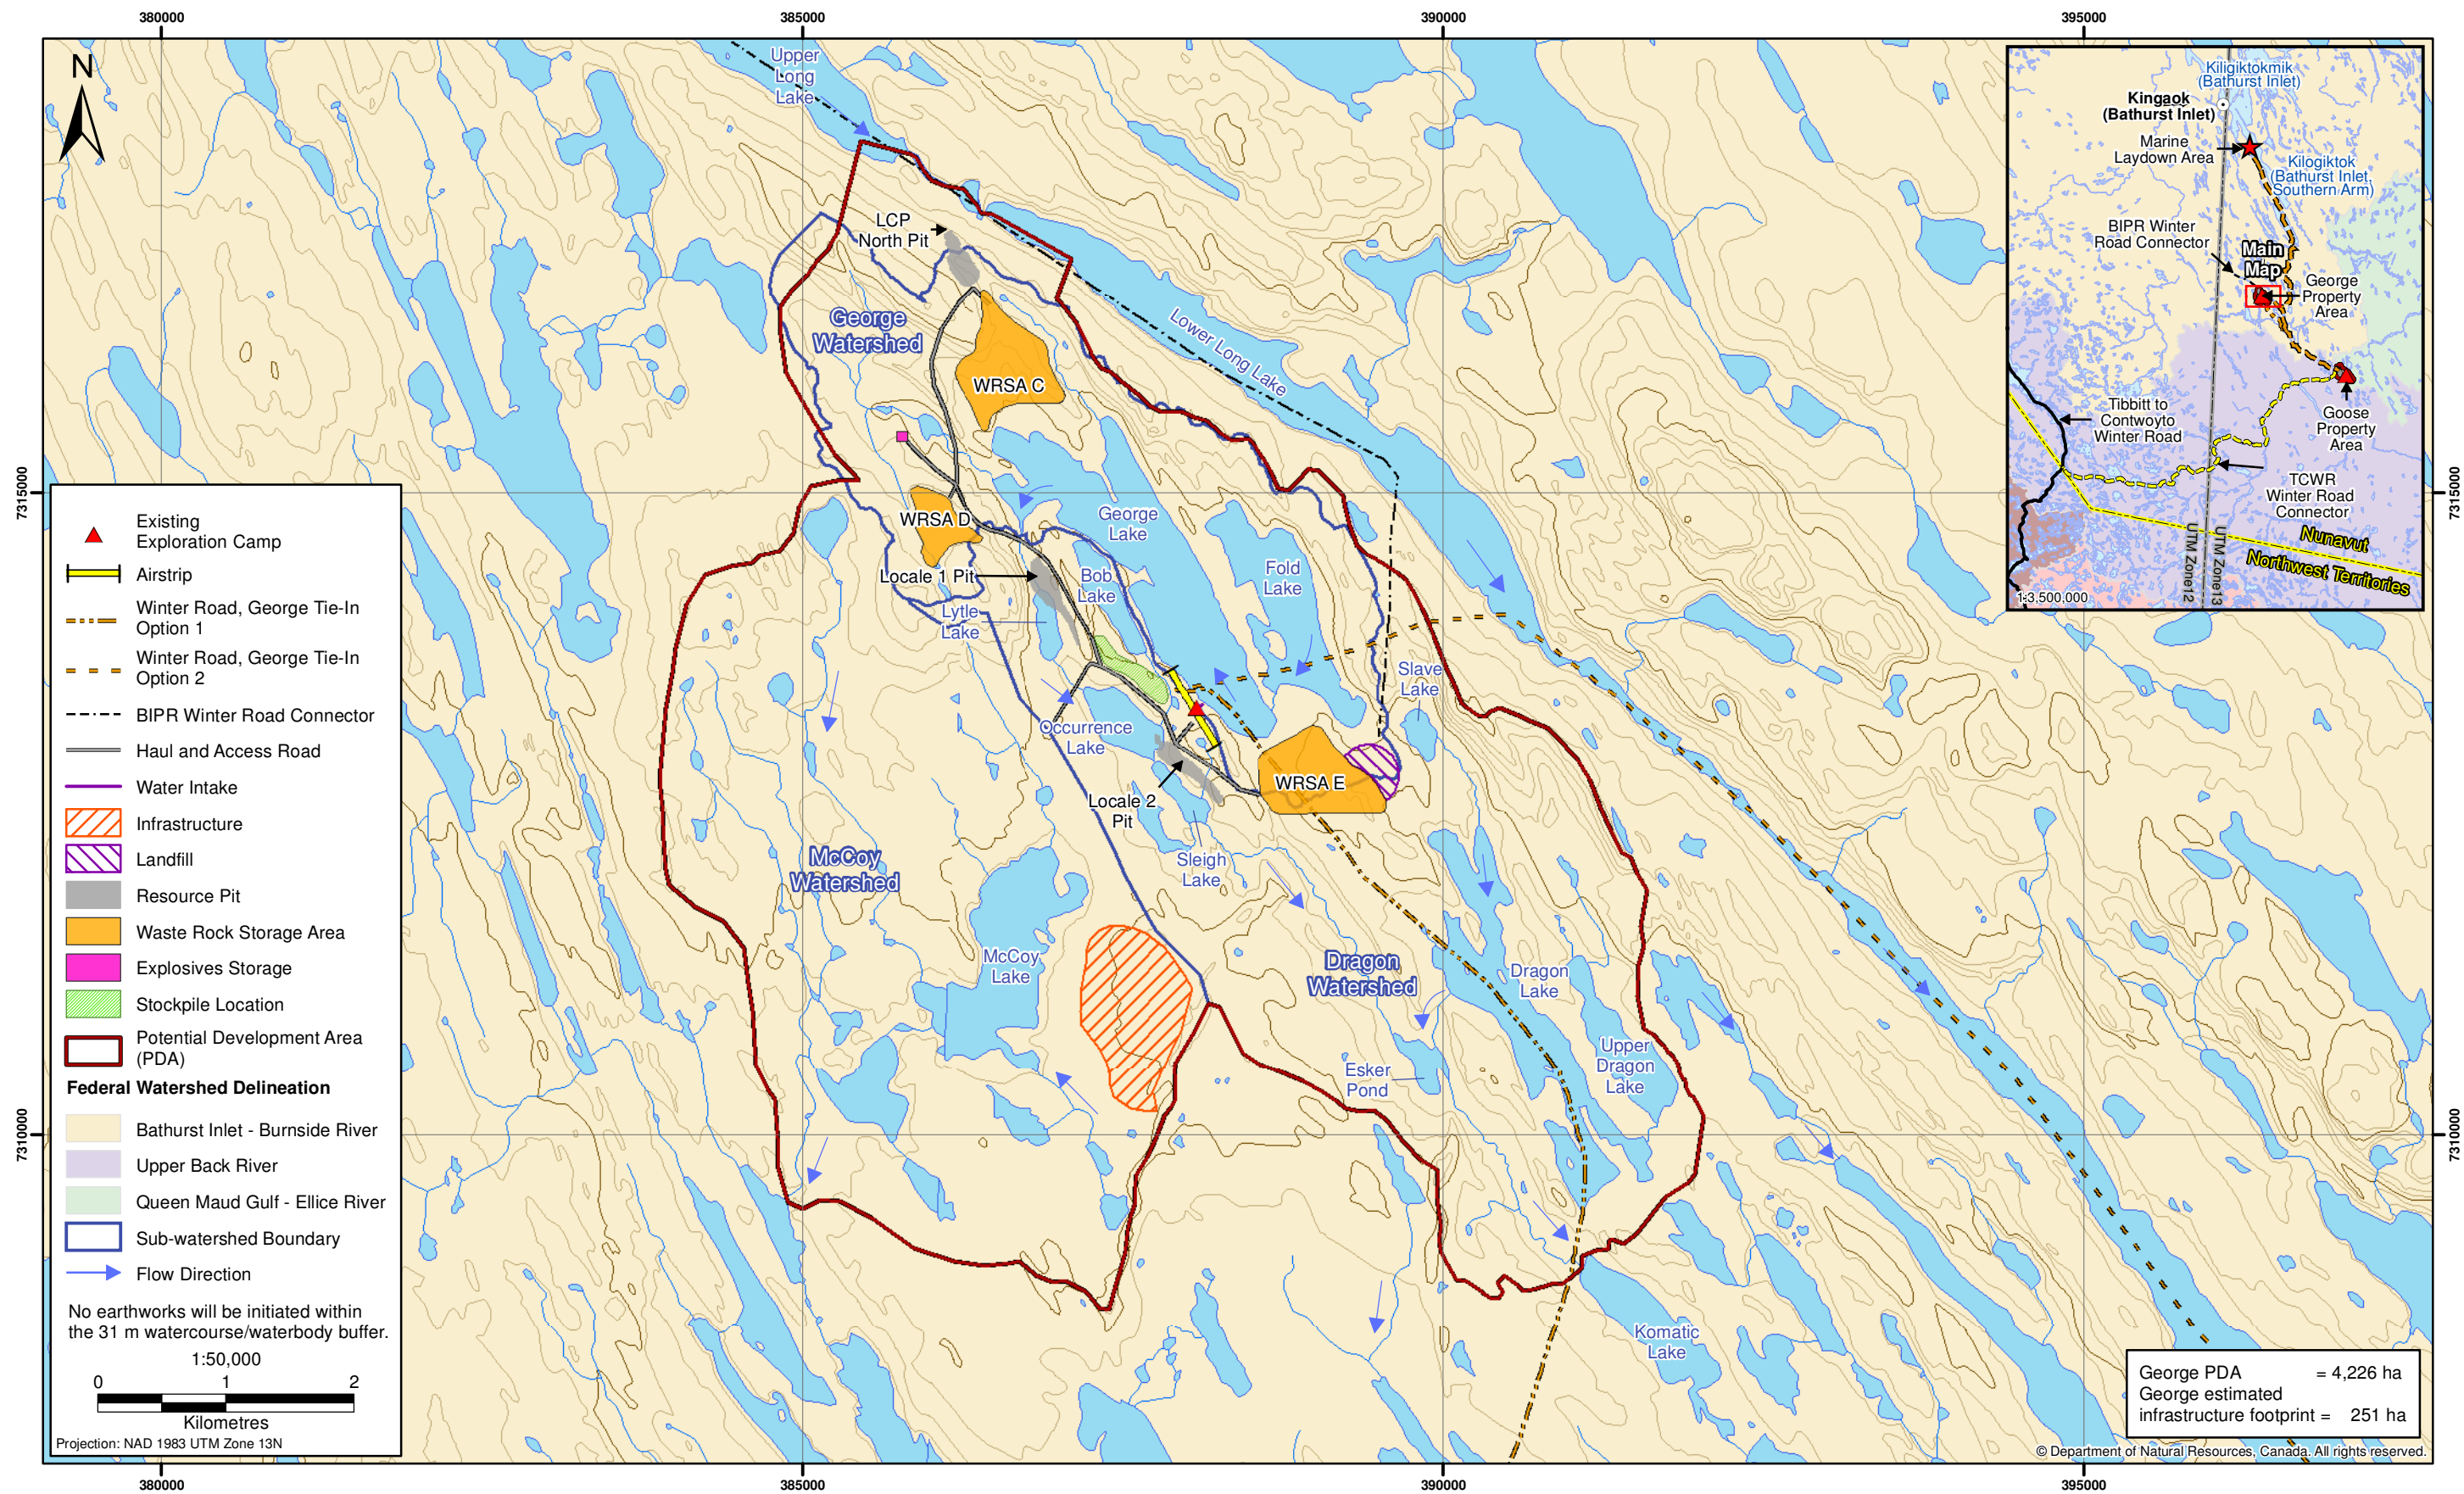 380000
385000
390000
395000
N
Upper
Long
Lake
LCP
North Pit
George
Watershed
WRSA C
Lower Long Lake
WRSA D
George
Lake
Fold
Lake
Bob
Lake
Locale 1 Pit
Lytle
Lake
Slave
Lake
Occurrence
Lake
WRSA E
Locale 2
Pit
Sleigh
Lake
McCoy
Watershed
McCoy
Lake
Dragon
Watershed
Dragon
Lake
Upper
Dragon
Lake
Esker
Pond
Komatic
Lake
7315000
7310000
7315000
7310000
Kiligiktokmik
(Bathurst Inlet)
Kingaok
(Bathurst Inlet)
Marine
Laydown Area
Kilogiktok
(Bathurst Inlet,
Southern Arm)
BIPR Winter
Road Connector
Main
Map
George
Property
Area
Goose
Property
Area
Tibbitt to
Contwoyto
Winter Road
TCWR
Winter Road
Connector
Nunavut
Northwest Territories
UTM Zone12
UTM Zone13
1:3,500,000
Existing
Exploration Camp
Airstrip
Winter Road, George Tie-In
Option 1
Winter Road, George Tie-In
Option 2
BIPR Winter Road Connector
Haul and Access Road
Water Intake
Infrastructure
Landfill
Resource Pit
Waste Rock Storage Area
Explosives Storage
Stockpile Location
Potential Development Area
(PDA)
Federal Watershed Delineation
Bathurst Inlet - Burnside River
Upper Back River
Queen Maud Gulf - Ellice River
Sub-watershed Boundary
Flow Direction
No earthworks will be initiated within
the 31 m watercourse/waterbody buffer.
1:50,000
0 1 2
Kilometres
Projection: NAD 1983 UTM Zone 13N
George PDA = 4,226 ha
George estimated
infrastructure footprint = 251 ha
© Department of Natural Resources, Canada. All rights reserved.
380000
385000
390000
395000